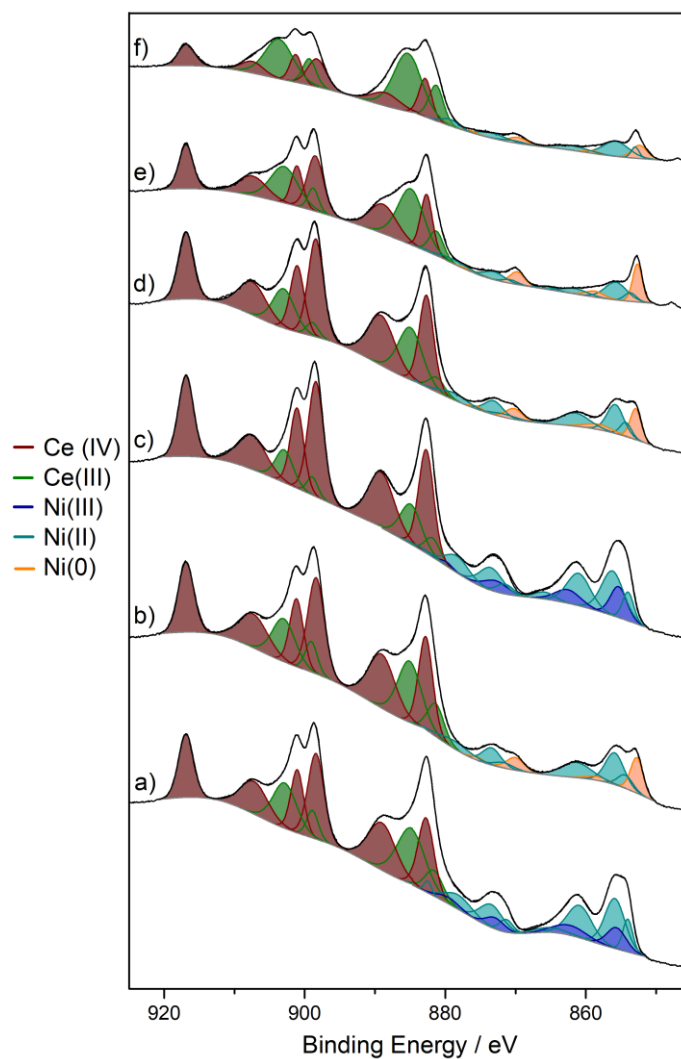 f)
e)
d)
c)
b)
a)
Ce (IV)
Ce(III)
Ni(III)
Ni(II)
Ni(0)
920 900 880 860
Binding Energy / eV